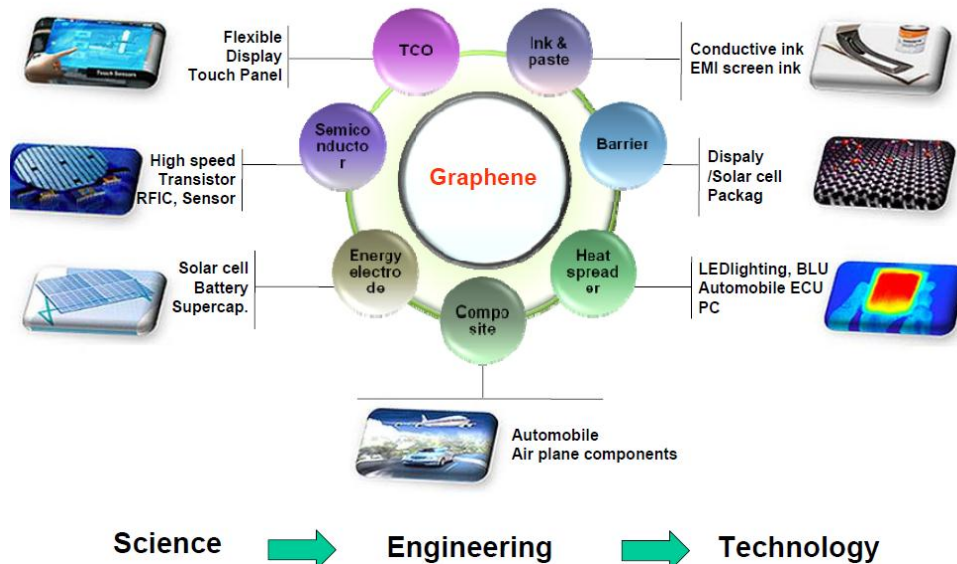 Flexible
Display
Touch Panel
TCO
Ink &
paste
Conductive ink
EMI screen ink
Touch Sensors
High speed
Transistor
RFIC, Sensor
Semico
nducto
r
Graphene
Barrier
Dispaly
/Solar cell
Packag
Solar cell
Battery
Supercap.
Energy
electro
de
Compo
site
Heat
spread
er
LEDlighting, BLU
Automobile ECU
PC
Automobile
Air plane components
Science
Engineering
Technology